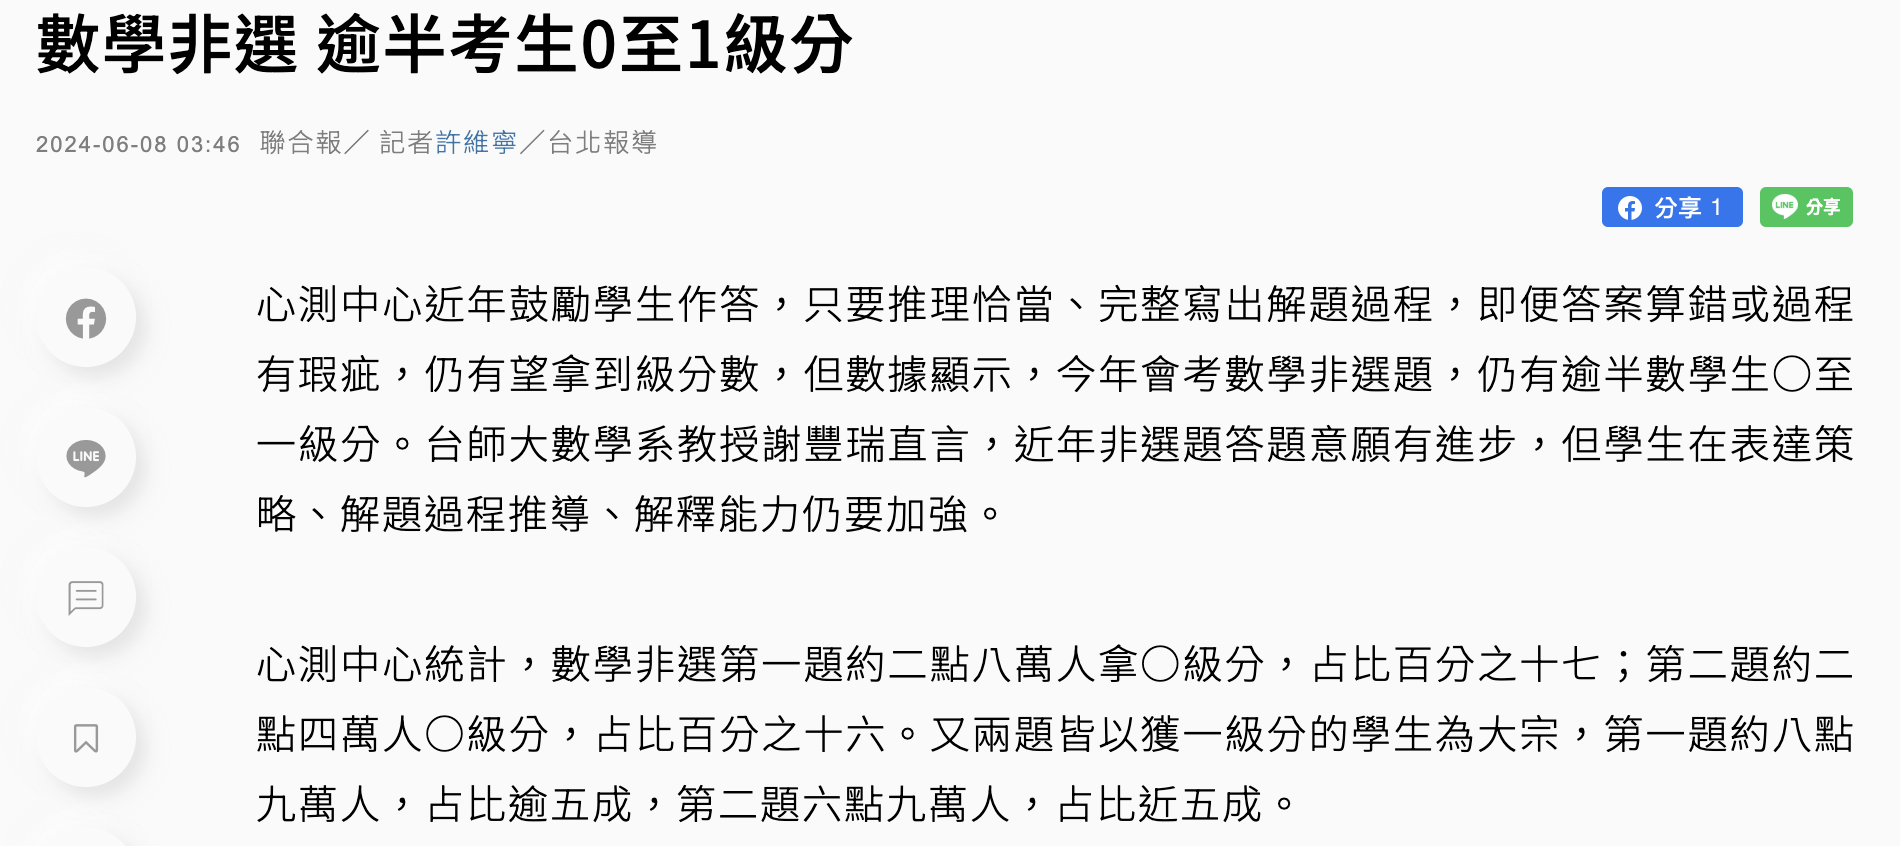 數學非選 逾半考生0至1級分
2024-06-08 03:46 聯合報／ 記者許維寧／台北報導
分享 1 LINE 分享
心測中心近年鼓勵學生作答，只要推理恰當、完整寫出解題過程，即便答案算錯或過程
有瑕疵，仍有望拿到級分數，但數據顯示，今年會考數學非選題，仍有逾半數學生○至
一級分。台師大數學系教授謝豐瑞直言，近年非選題答題意願有進步，但學生在表達策
LINE
略、解題過程推導、解釋能力仍要加強。
心測中心統計，數學非選第一題約二點八萬人拿○級分，占比百分之十七；第二題約二
點四萬人○級分，占比百分之十六。又兩題皆以獲一級分的學生為大宗，第一題約八點
九萬人，占比逾五成，第二題六點九萬人，占比近五成。